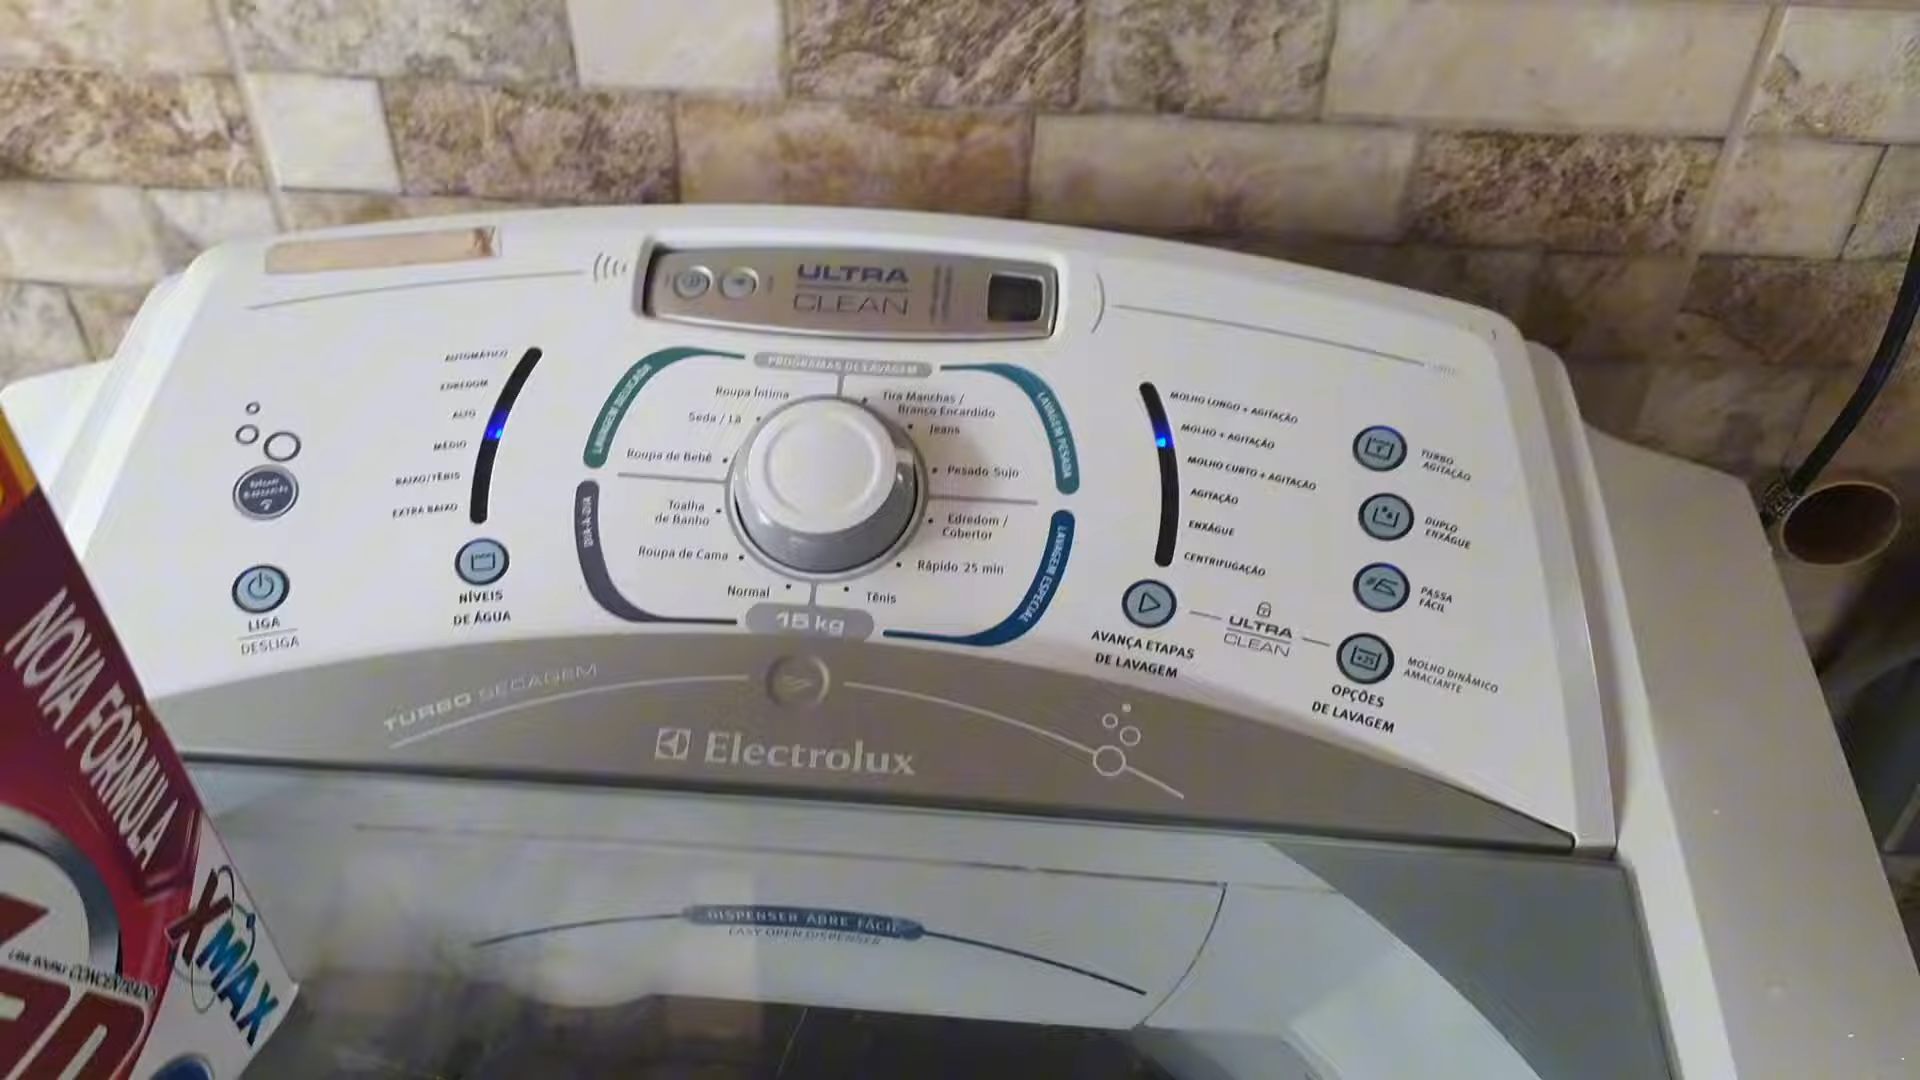 ULTRA
CLEAN
PROGRAMAS DE LAVAGEM
AUTOMÁTICO
EDREDOM
ALTO
MÉDIO
BAIXO/TÊNIS
EXTRA BAIXO
NÍVEIS
DE ÁGUA
LIGA
DESLIGA
LAVAGEM DELICADA
Roupa Íntima
Seda / Lã
Roupa de Bebê
DIA-A-DIA
Toalha
de Banho
Roupa de Cama
Normal
LAVAGEM PESADA
Tira Manchas /
Branco Encardido
Jeans
Pesado Sujo
LAVAGEM ESPECIAL
Edredom /
Cobertor
Rápido 25 min
Tênis
15 kg
MOLHO LONGO + AGITAÇÃO
MOLHO + AGITAÇÃO
MOLHO CURTO + AGITAÇÃO
AGITAÇÃO
ENXÁGUE
CENTRIFUGAÇÃO
AVANÇA ETAPAS
DE LAVAGEM
ULTRA
CLEAN
TURBO
AGITAÇÃO
DUPLO
ENXÁGUE
PASSA
FÁCIL
+25
MOLHO DINÂMICO
AMACIANTE
OPÇÕES
DE LAVAGEM
TURBO SECAGEM
Electrolux
DISPENSER ABRE FÁCIL
EASY OPEN DISPENSER
NOVA FÓRMULA
CONCENTRADO
XMAX